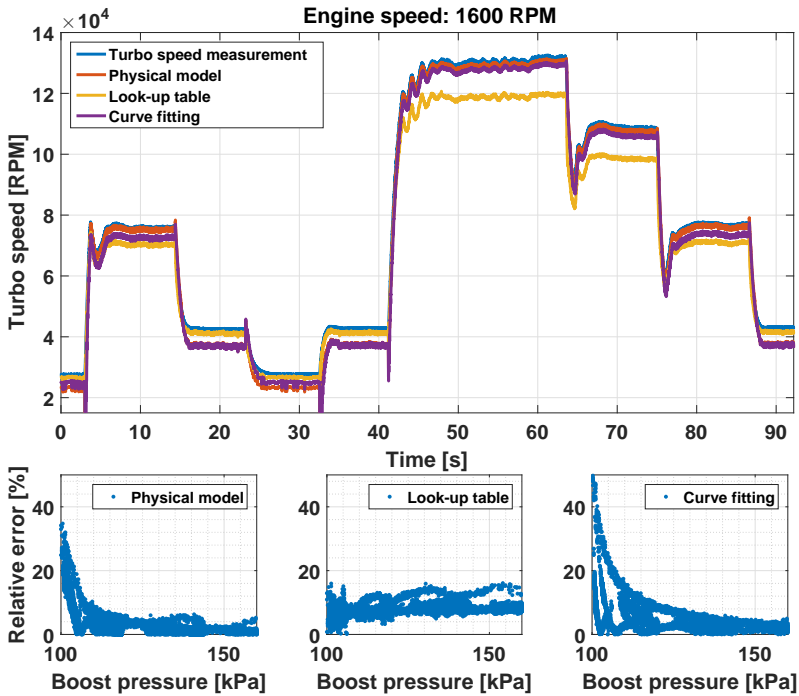 Engine speed: 1600 RPM
× 10⁴
14
12
10
8
6
4
2
Turbo speed [RPM]
Turbo speed measurement
Physical model
Look-up table
Curve fitting
0 10 20 30 40 50 60 70 80 90
Time [s]
Relative error [%]
40
20
0
Physical model
100 150
Boost pressure [kPa]
40
20
0
Look-up table
100 150
Boost pressure [kPa]
40
20
0
Curve fitting
100 150
Boost pressure [kPa]